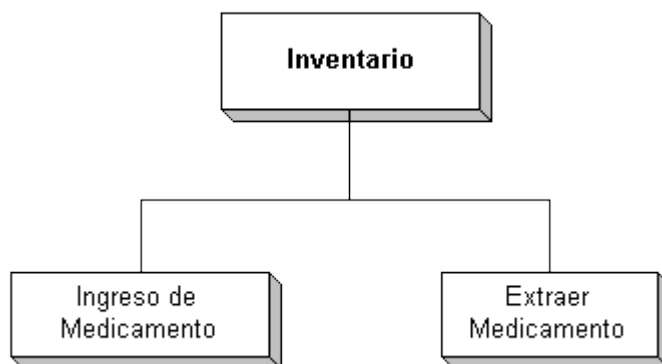 Inventario
Ingreso de
Medicamento
Extraer
Medicamento